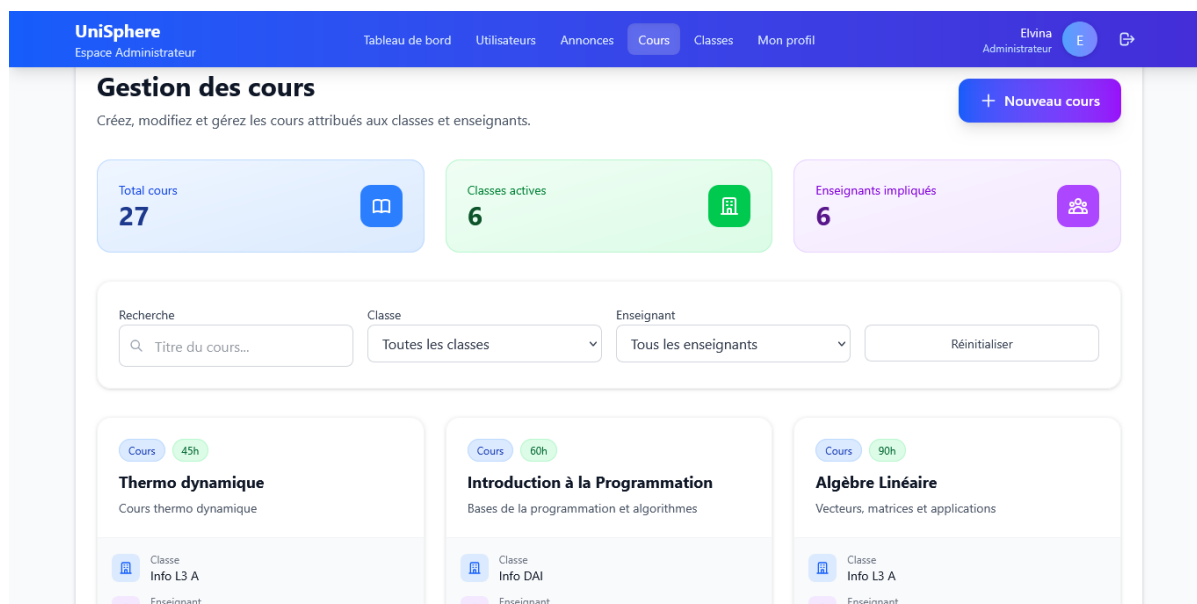 UniSphere
Espace Administrateur
Tableau de bord Utilisateurs Annonces Cours Classes Mon profil
Elvina
Administrateur
E
Gestion des cours
Créez, modifiez et gérez les cours attribués aux classes et enseignants.
Nouveau cours
Total cours
27
Classes actives
6
Enseignants impliqués
6
Recherche
Titre du cours...
Classe
Toutes les classes
Enseignant
Tous les enseignants
Réinitialiser
Cours 45h
Thermo dynamique
Cours thermo dynamique
Classe
Info L3 A
Enseignant
Cours 60h
Introduction à la Programmation
Bases de la programmation et algorithmes
Classe
Info DAI
Enseignant
Cours 90h
Algèbre Linéaire
Vecteurs, matrices et applications
Classe
Info L3 A
Enseignant